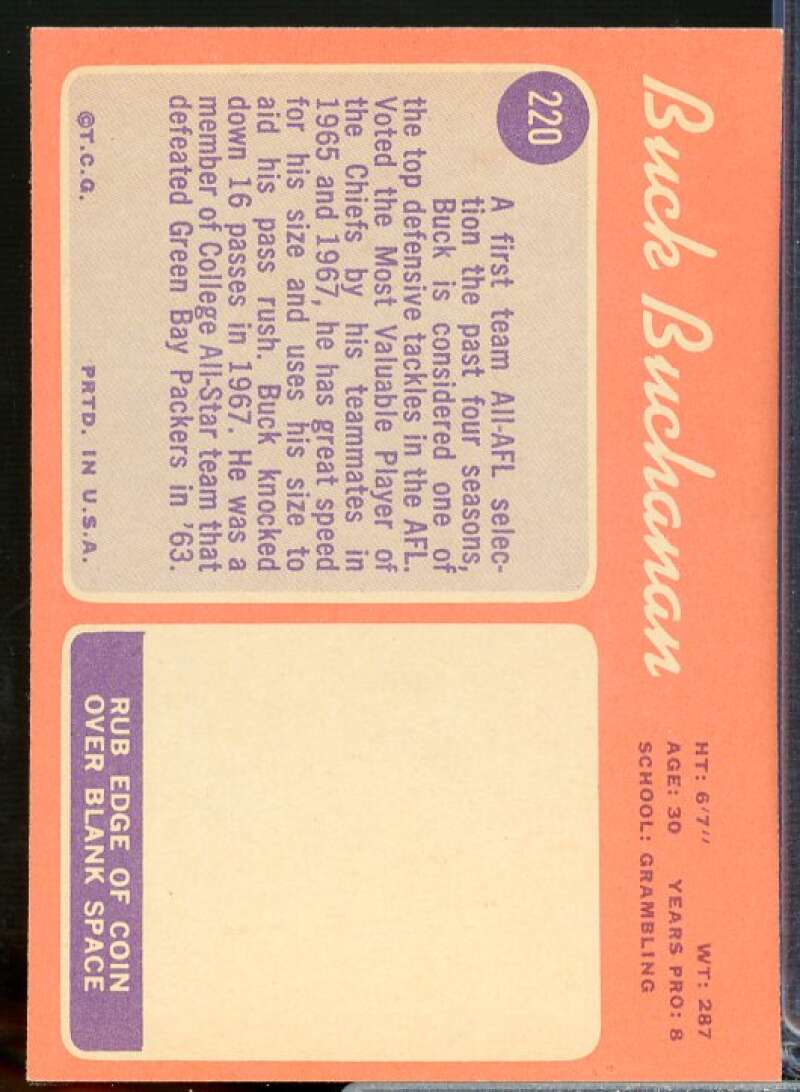 Buck Buchanan
HT: 6'7" WT: 287
AGE: 30 YEARS PRO: 8
SCHOOL: GRAMBLING
220
A first team All-AFL selec-
tion the past four seasons,
Buck is considered one of
the top defensive tackles in the AFL.
Voted the Most Valuable Player of
the Chiefs by his teammates in
1965 and 1967, he has great speed
for his size and uses his size to
aid his pass rush. Buck knocked
down 16 passes in 1967. He was a
member of College All-Star team that
defeated Green Bay Packers in '63.
©T.C.G. PRTD. IN U.S.A.
RUB EDGE OF COIN
OVER BLANK SPACE